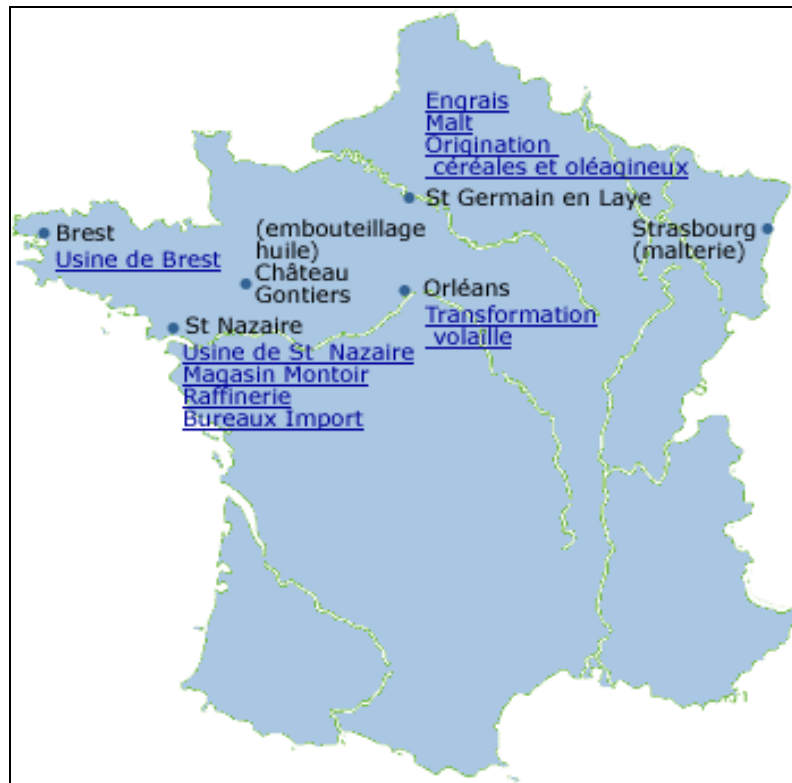 Engrais
Malt
Origination
céréales et oléagineux
St Germain en Laye
Strasbourg
(malterie)
Brest
Usine de Brest
(embouteillage
huile)
Château
Gontiers
Orléans
Transformation
volaille
St Nazaire
Usine de St Nazaire
Magasin Montoir
Raffinerie
Bureaux Import